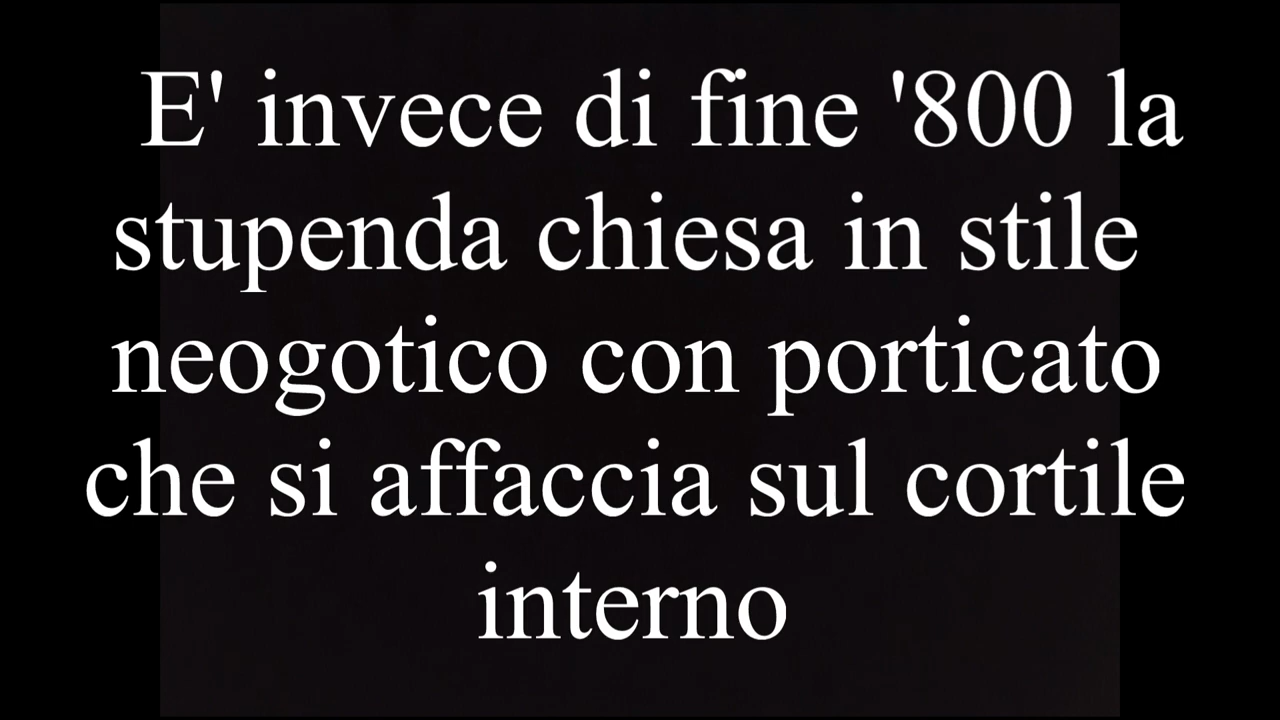 E' invece di fine '800 la
stupenda chiesa in stile
neogotico con porticato
che si affaccia sul cortile
interno